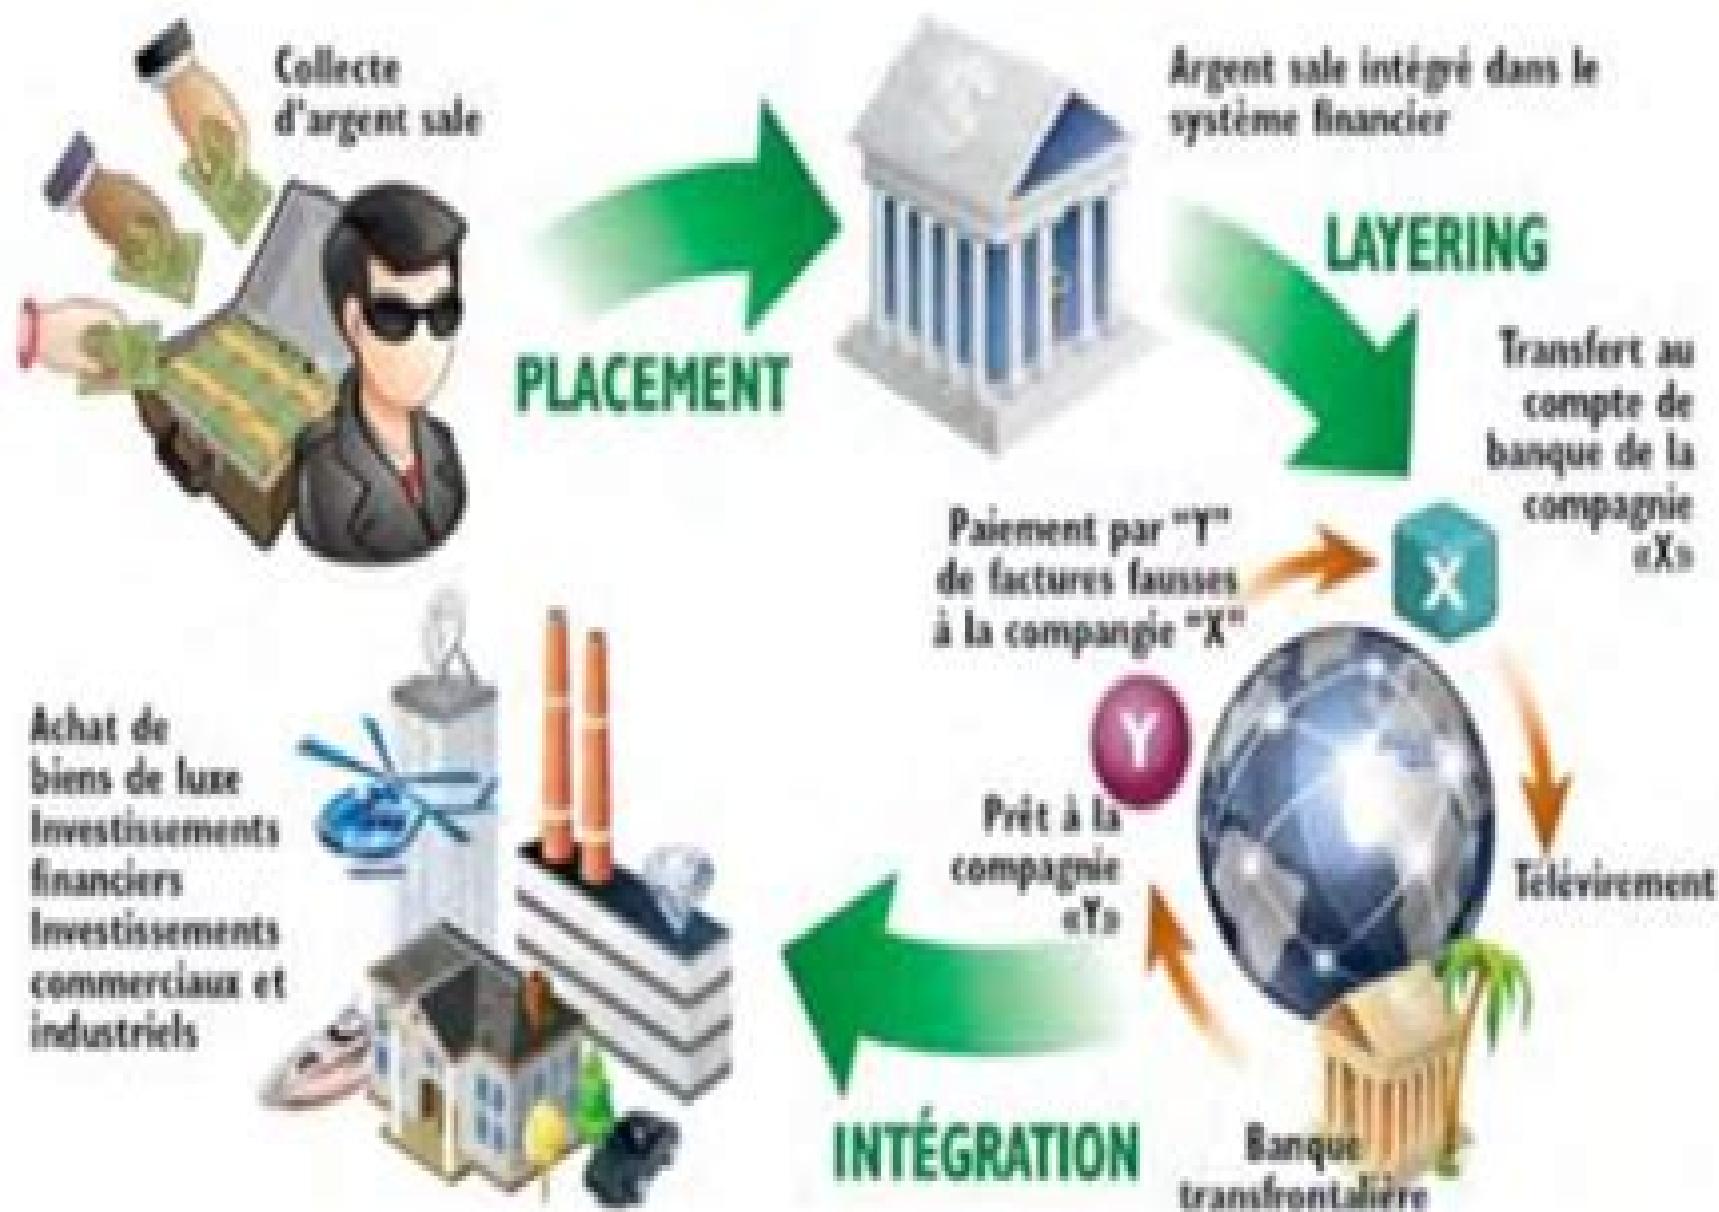 Collecte
d'argent sale
Argent sale intégré dans le
système financier
PLACEMENT
LAYERING
Transfert au
compte de
banque de la
compagnie
«X»
Paiement par "Y"
de factures fausses
à la compangie "X"
X
Y
Prêt à la
compagnie
«Y»
Télévirement
Achat de
biens de luxe
Investissements
financiers
Investissements
commerciaux et
industriels
INTÉGRATION
Banque
transfrontalière